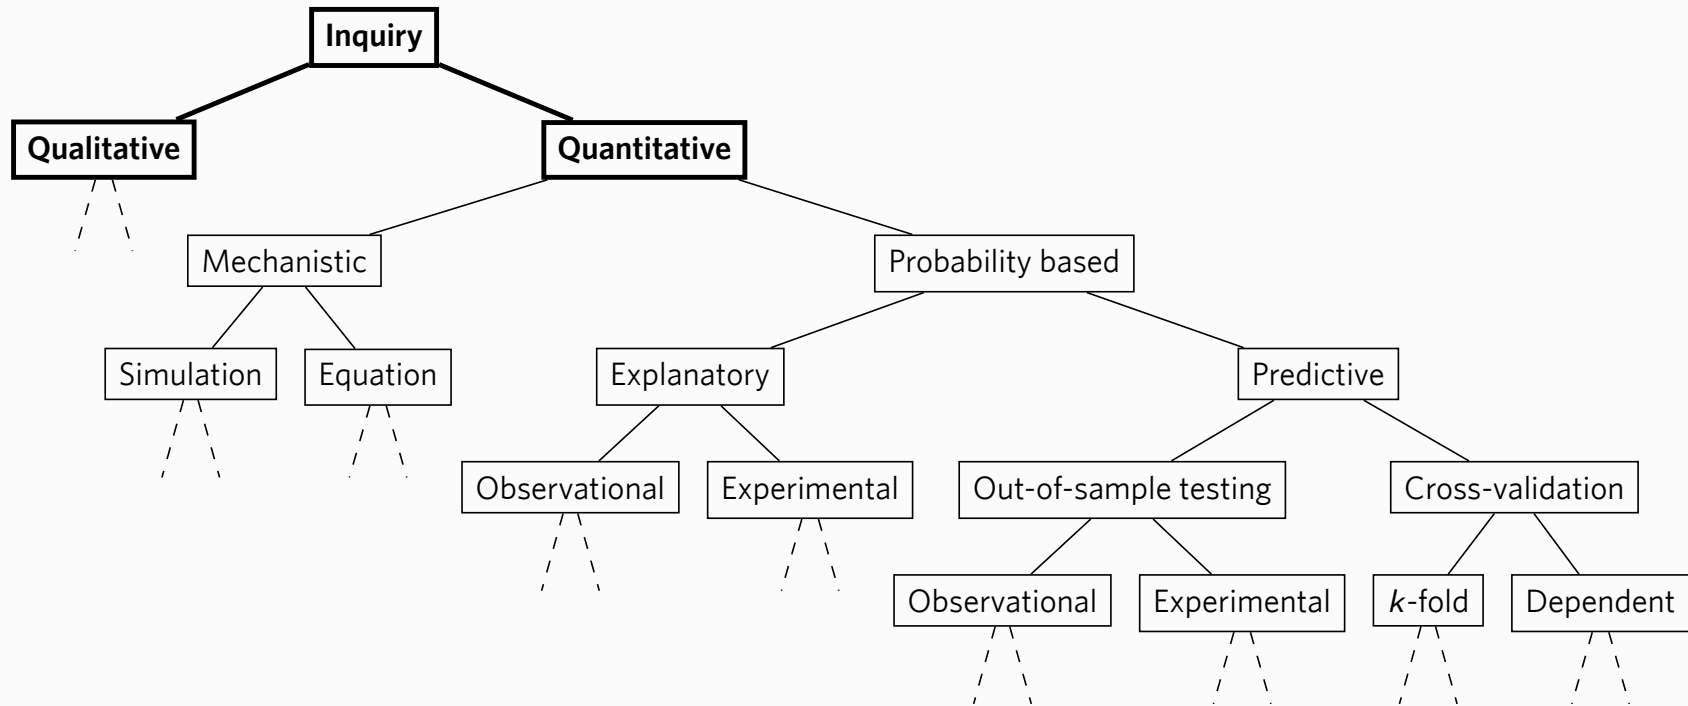 Inquiry
Qualitative
Quantitative
Mechanistic
Probability based
Simulation
Equation
Explanatory
Predictive
Observational
Experimental
Out-of-sample testing
Cross-validation
Observational
Experimental
k-fold
Dependent